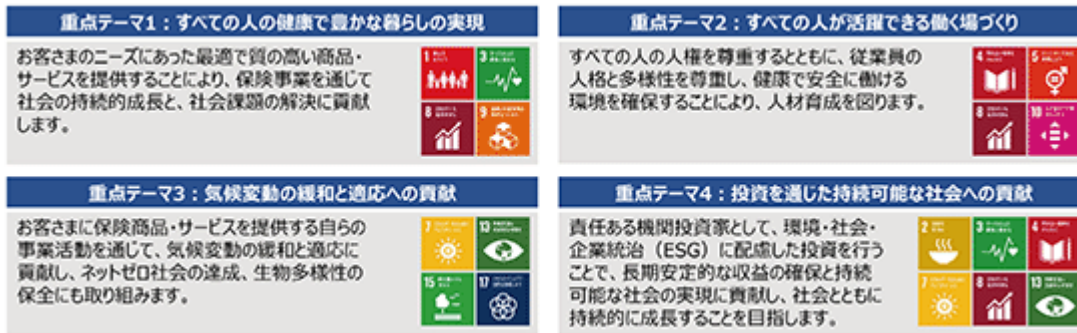 重点テーマ1：すべての人の健康で豊かな暮らしの実現
お客さまのニーズにあった最適で質の高い商品・
サービスを提供することにより、保険事業を通じて
社会の持続的成長と、社会課題の解決に貢献
します。
1
3
8
9
重点テーマ2：すべての人が活躍できる働く場づくり
すべての人の人権を尊重するとともに、従業員の
人格と多様性を尊重し、健康で安全に働ける
環境を確保することにより、人材育成を図ります。
4
5
8
10
重点テーマ3：気候変動の緩和と適応への貢献
お客さまに保険商品・サービスを提供する自らの
事業活動を通じて、気候変動の緩和と適応に
貢献し、ネットゼロ社会の達成、生物多様性の
保全にも取り組みます。
7
13
15
17
重点テーマ4：投資を通じた持続可能な社会への貢献
責任ある機関投資家として、環境・社会・
企業統治（ESG）に配慮した投資を行う
ことで、長期安定的な収益の確保と持続
可能な社会の実現に貢献し、社会とともに
持続的に成長することを目指します。
2
3
4
7
8
13